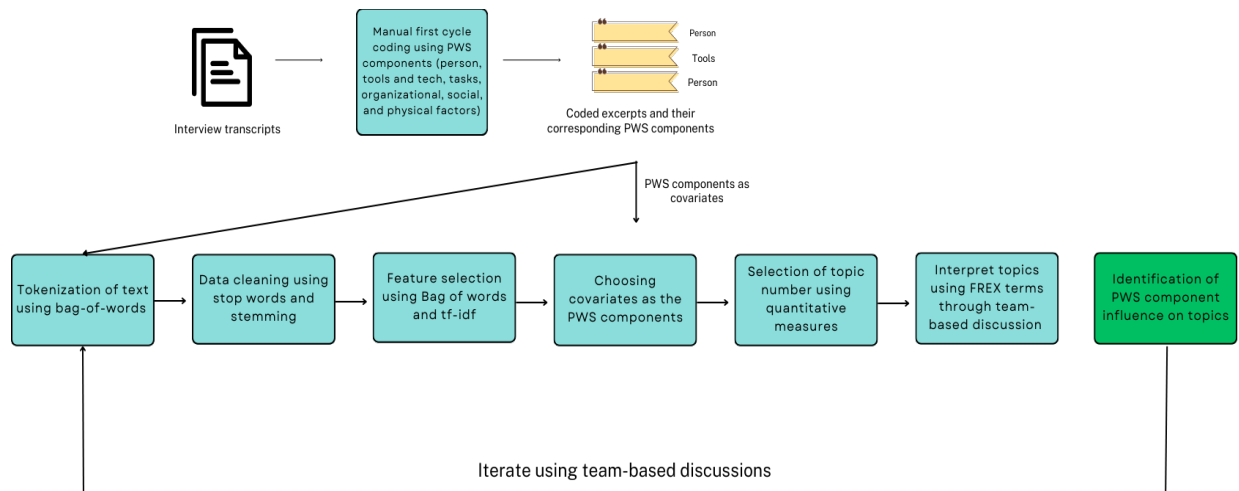 Interview transcripts
Manual first cycle
coding using PWS
components (person,
tools and tech, tasks,
organizational, social,
and physical factors)
Person
Tools
Person
Coded excerpts and their
corresponding PWS components
PWS components as
covariates
Tokenization of text
using bag-of-words
Data cleaning using
stop words and
stemming
Feature selection
using Bag of words
and tf-idf
Choosing
covariates as the
PWS components
Selection of topic
number using
quantitative
measures
Interpret topics
using FREX terms
through team-
based discussion
Identification of
PWS component
influence on topics
Iterate using team-based discussions